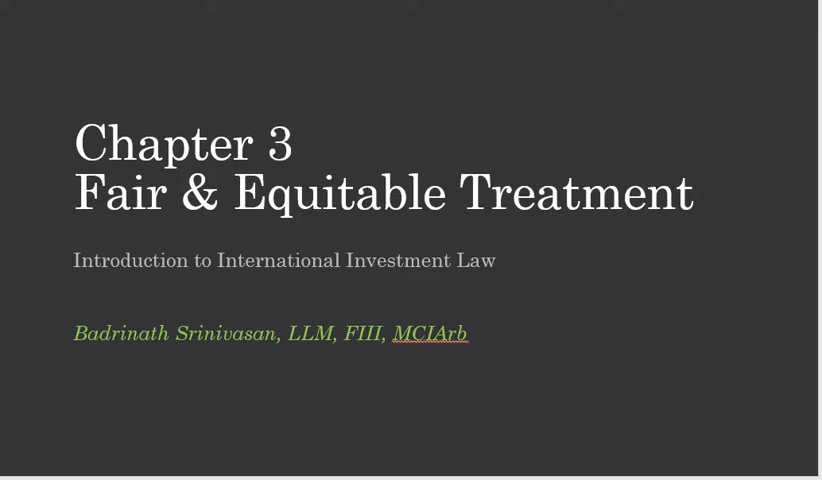 Chapter 3
Fair & Equitable Treatment
Introduction to International Investment Law
Badrinath Srinivasan, LLM, FIII, MCIArb